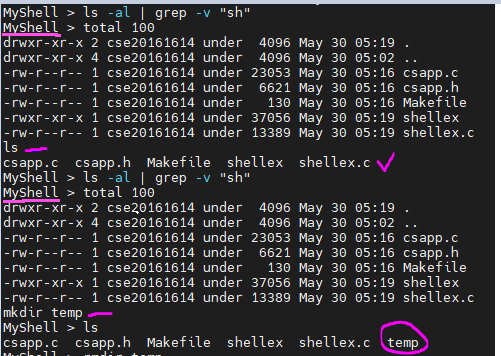 MyShell > ls -al | grep -v "sh"
MyShell > total 100
drwxr-xr-x 2 cse20161614 under  4096 May 30 05:19 .
drwxr-xr-x 4 cse20161614 under  4096 May 30 05:02 ..
-rw-r--r-- 1 cse20161614 under 23053 May 30 05:16 csapp.c
-rw-r--r-- 1 cse20161614 under  6621 May 30 05:16 csapp.h
-rw-r--r-- 1 cse20161614 under   130 May 30 05:16 Makefile
-rwxr-xr-x 1 cse20161614 under 37056 May 30 05:19 shellex
-rw-r--r-- 1 cse20161614 under 13389 May 30 05:19 shellex.c
ls
csapp.c  csapp.h  Makefile  shellex  shellex.c
MyShell > ls -al | grep -v "sh"
MyShell > total 100
drwxr-xr-x 2 cse20161614 under  4096 May 30 05:19 .
drwxr-xr-x 4 cse20161614 under  4096 May 30 05:02 ..
-rw-r--r-- 1 cse20161614 under 23053 May 30 05:16 csapp.c
-rw-r--r-- 1 cse20161614 under  6621 May 30 05:16 csapp.h
-rw-r--r-- 1 cse20161614 under   130 May 30 05:16 Makefile
-rwxr-xr-x 1 cse20161614 under 37056 May 30 05:19 shellex
-rw-r--r-- 1 cse20161614 under 13389 May 30 05:19 shellex.c
mkdir temp
MyShell > ls
csapp.c  csapp.h  Makefile  shellex  shellex.c  temp